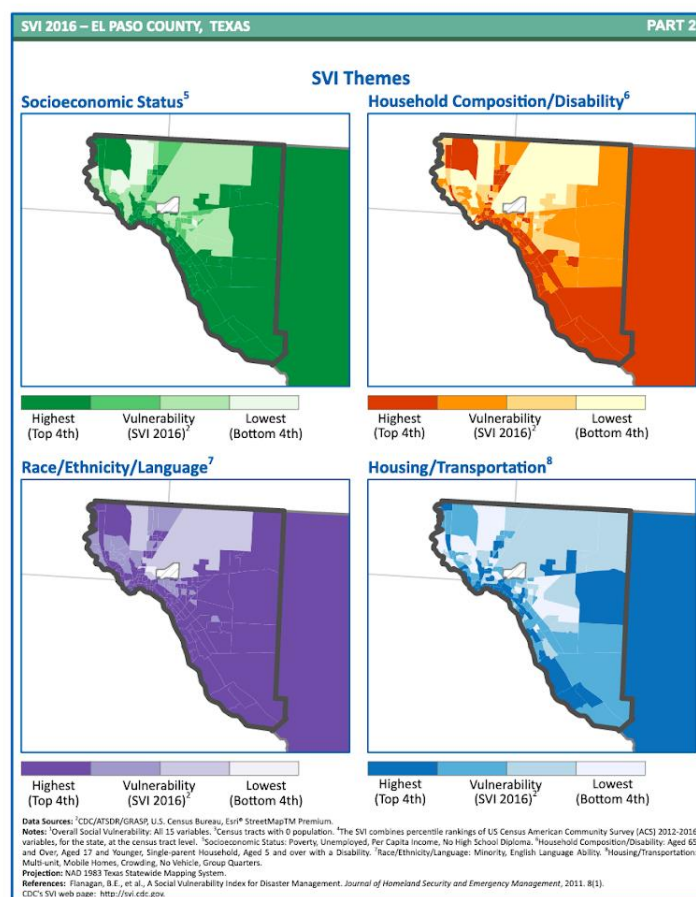 SVI 2016 – EL PASO COUNTY, TEXAS PART 2
SVI Themes
Socioeconomic Status5 Household Composition/Disability6
Highest (Top 4th) Vulnerability (SVI 2016)2 Lowest (Bottom 4th)
Highest (Top 4th) Vulnerability (SVI 2016)2 Lowest (Bottom 4th)
Race/Ethnicity/Language7 Housing/Transportation8
Highest (Top 4th) Vulnerability (SVI 2016)2 Lowest (Bottom 4th)
Highest (Top 4th) Vulnerability (SVI 2016)2 Lowest (Bottom 4th)
Data Sources: 2CDC/ATSDR/GRASP, U.S. Census Bureau, Esri® StreetMapTM Premium.
Notes: 1Overall Social Vulnerability: All 15 variables. 3Census tracts with 0 population. 4The SVI combines percentile rankings of US Census American Community Survey (ACS) 2012-2016
variables, for the state, at the census tract level. 5Socioeconomic Status: Poverty, Unemployed, Per Capita Income, No High School Diploma. 6Household Composition/Disability: Aged 65
and Over, Aged 17 and Younger, Single-parent Household, Aged 5 and over with a Disability. 7Race/Ethnicity/Language: Minority, English Language Ability. 8Housing/Transportation:
Multi-unit, Mobile Homes, Crowding, No Vehicle, Group Quarters.
Projection: NAD 1983 Texas Statewide Mapping System.
References: Flanagan, B.E., et al., A Social Vulnerability Index for Disaster Management. Journal of Homeland Security and Emergency Management, 2011. 8(1).
CDC's SVI web page: http://svi.cdc.gov.